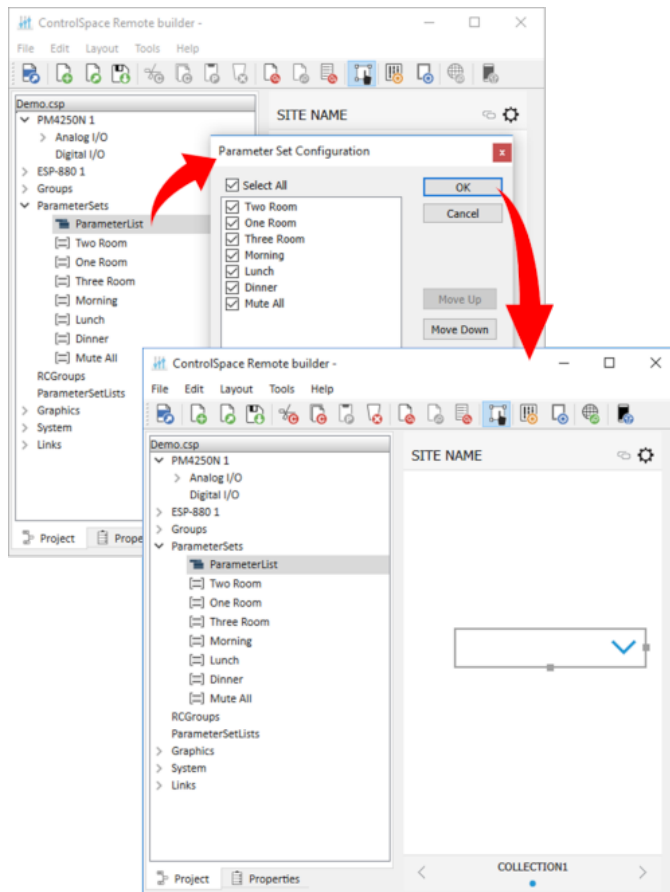 ControlSpace Remote builder -
File Edit Layout Tools Help
Demo.csp
PM4250N 1
Analog I/O
Digital I/O
ESP-880 1
Groups
ParameterSets
ParameterList
Two Room
One Room
Three Room
Morning
Lunch
Dinner
Mute All
RCGroups
ParameterSetLists
Graphics
System
Links
Project Prope
SITE NAME
Parameter Set Configuration
x
Select All
Two Room
One Room
Three Room
Morning
Lunch
Dinner
Mute All
OK
Cancel
Move Up
Move Down
ControlSpace Remote builder -
File Edit Layout Tools Help
Demo.csp
PM4250N 1
Analog I/O
Digital I/O
ESP-880 1
Groups
ParameterSets
ParameterList
Two Room
One Room
Three Room
Morning
Lunch
Dinner
Mute All
RCGroups
ParameterSetLists
Graphics
System
Links
Project Properties
SITE NAME
COLLECTION1